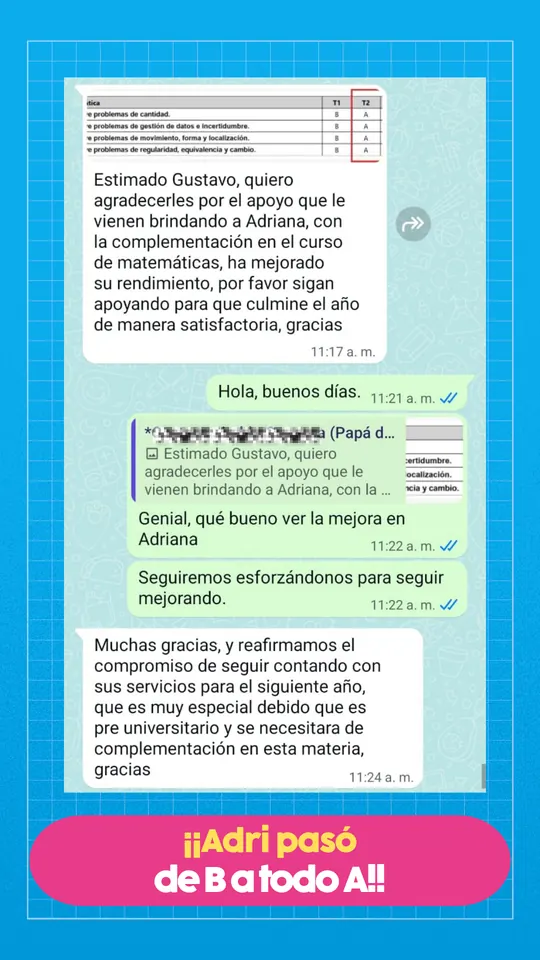 ática T1 T2
e problemas de cantidad. B A
e problemas de gestión de datos e incertidumbre. B A
e problemas de movimiento, forma y localización. B A
e problemas de regularidad, equivalencia y cambio. B A
Estimado Gustavo, quiero
agradecerles por el apoyo que le
vienen brindando a Adriana, con
la complementación en el curso
de matemáticas, ha mejorado
su rendimiento, por favor sigan
apoyando para que culmine el año
de manera satisfactoria, gracias
11:17 a. m.
Hola, buenos días. 11:21 a. m.
(Papá d...
Estimado Gustavo, quiero
agradecerles por el apoyo que le
vienen brindando a Adriana, con la ...
certidumbre.
localización.
ncia y cambio.
Genial, qué bueno ver la mejora en
Adriana
11:22 a. m.
Seguiremos esforzándonos para seguir
mejorando.
11:22 a. m.
Muchas gracias, y reafirmamos el
compromiso de seguir contando con
sus servicios para el siguiente año,
que es muy especial debido que es
pre universitario y se necesitara de
complementación en esta materia,
gracias
11:24 a. m.
¡¡Adri pasó
de B a todo A!!